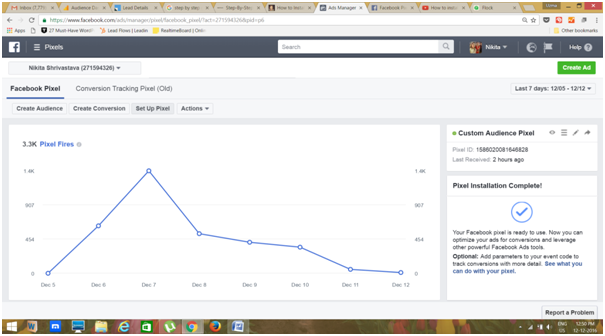 Inbox (7,77
Audience Co
Lead Details
step by step
Step-By-Ste
How to Instal
Ads Manager
Facebook P
How to Insta
Flock
https://www.facebook.com/ads/manager/pixel/facebook_pixel/?act=271594326&pid=p6
Apps
27 Must-Have WordP
Lead Flows | Leadin
RealtimeBoard | Onl
Other bookmarks
Pixels
Search
Nikita
Help
Nikita Shrivastava (271594326)
Create Ad
Facebook Pixel
Conversion Tracking Pixel (Old)
Last 7 days: 12/05 - 12/12
Create Audience
Create Conversion
Set Up Pixel
Actions
3.3K Pixel Fires
1.4K
1.4K
907
907
454
454
0
0
Dec 5
Dec 6
Dec 7
Dec 8
Dec 9
Dec 10
Dec 11
Dec 12
Custom Audience Pixel
Pixel ID: 1586020081646828
Last Received: 2 hours ago
Pixel Installation Complete!
Your Facebook pixel is ready to use. Now you can
optimize your ads for conversions and leverage
other powerful Facebook Ads tools.
Optional: Add parameters to your event code to
track conversions with more detail. See what you
can do with your pixel.
Report a Problem
ENG
12:50 PM
US
12-12-2016